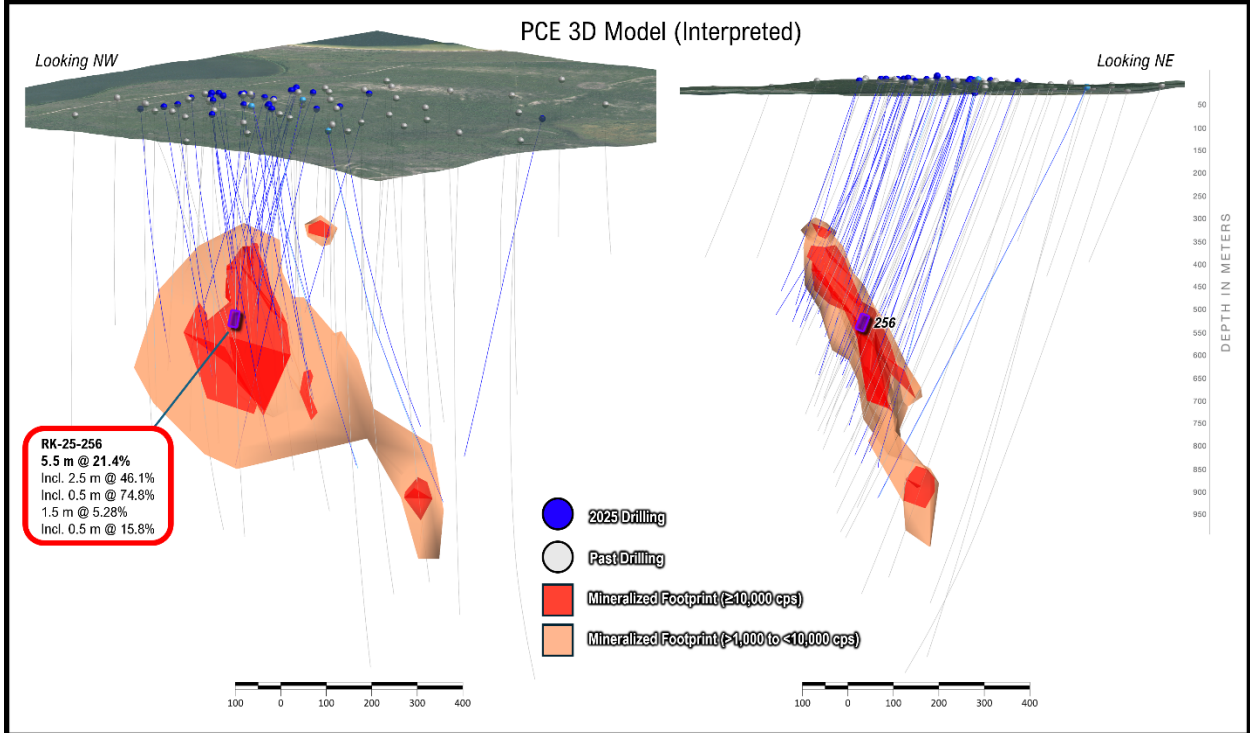 PCE 3D Model (Interpreted)
Looking NW
Looking NE
50
100
150
200
250
300
350
400
450
500
550
600
650
700
750
800
850
900
950
DEPTH IN METERS
256
RK-25-256
5.5 m @ 21.4%
Incl. 2.5 m @ 46.1%
Incl. 0.5 m @ 74.8%
1.5 m @ 5.28%
Incl. 0.5 m @ 15.8%
2025 Drilling
Past Drilling
Mineralized Footprint (≥10,000 cps)
Mineralized Footprint (>1,000 to <10,000 cps)
100 0 100 200 300 400
100 0 100 200 300 400